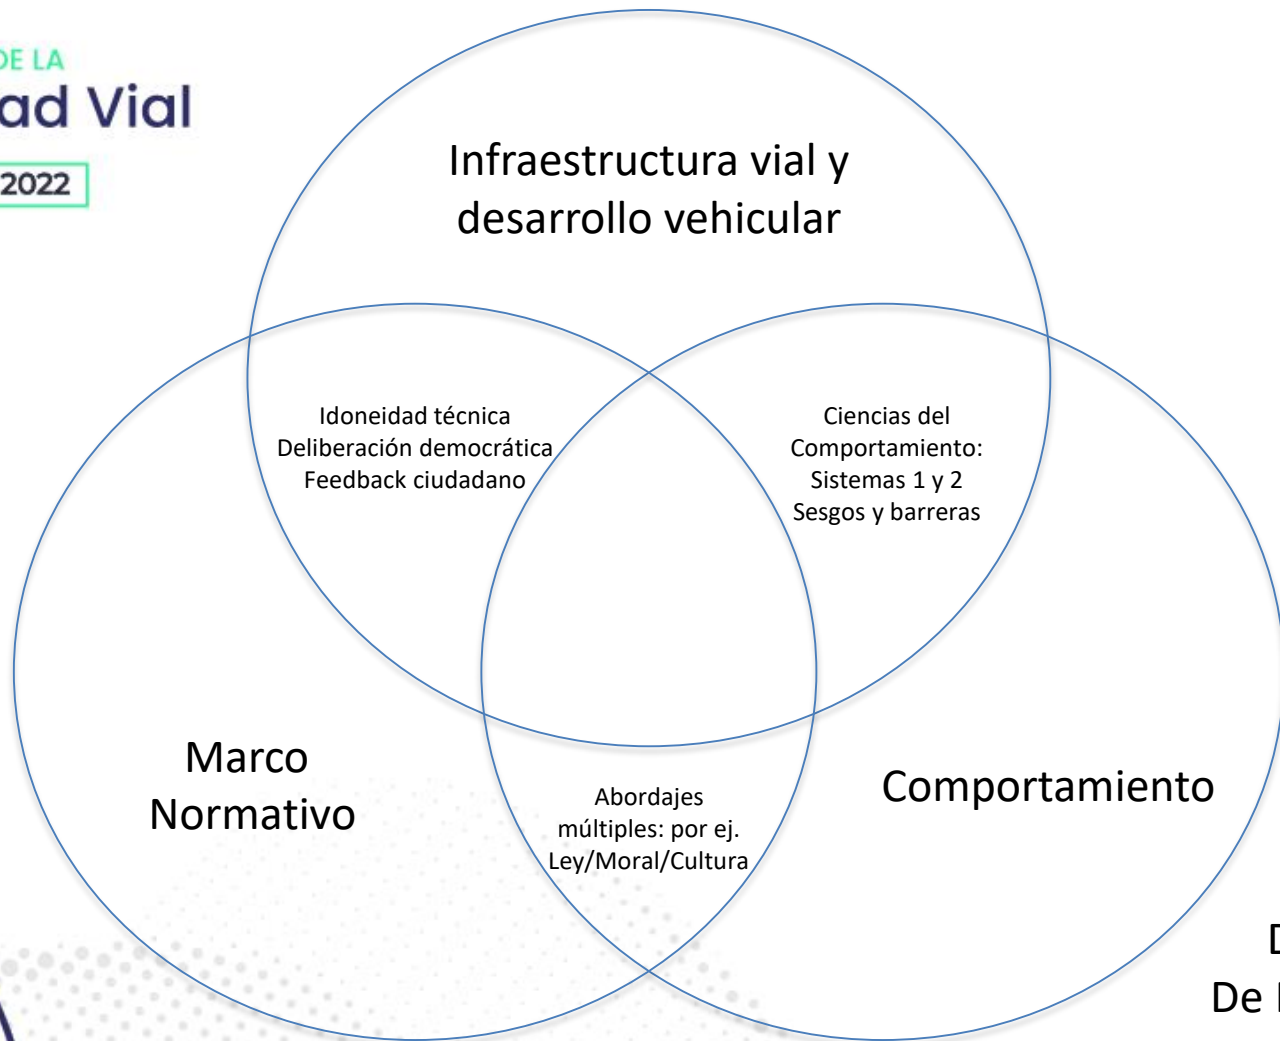 DE LA
ad Vial
2022
Infraestructura vial y
desarrollo vehicular
Idoneidad técnica
Deliberación democrática
Feedback ciudadano
Ciencias del
Comportamiento:
Sistemas 1 y 2
Sesgos y barreras
Marco
Normativo
Abordajes
múltiples: por ej.
Ley/Moral/Cultura
Comportamiento
De